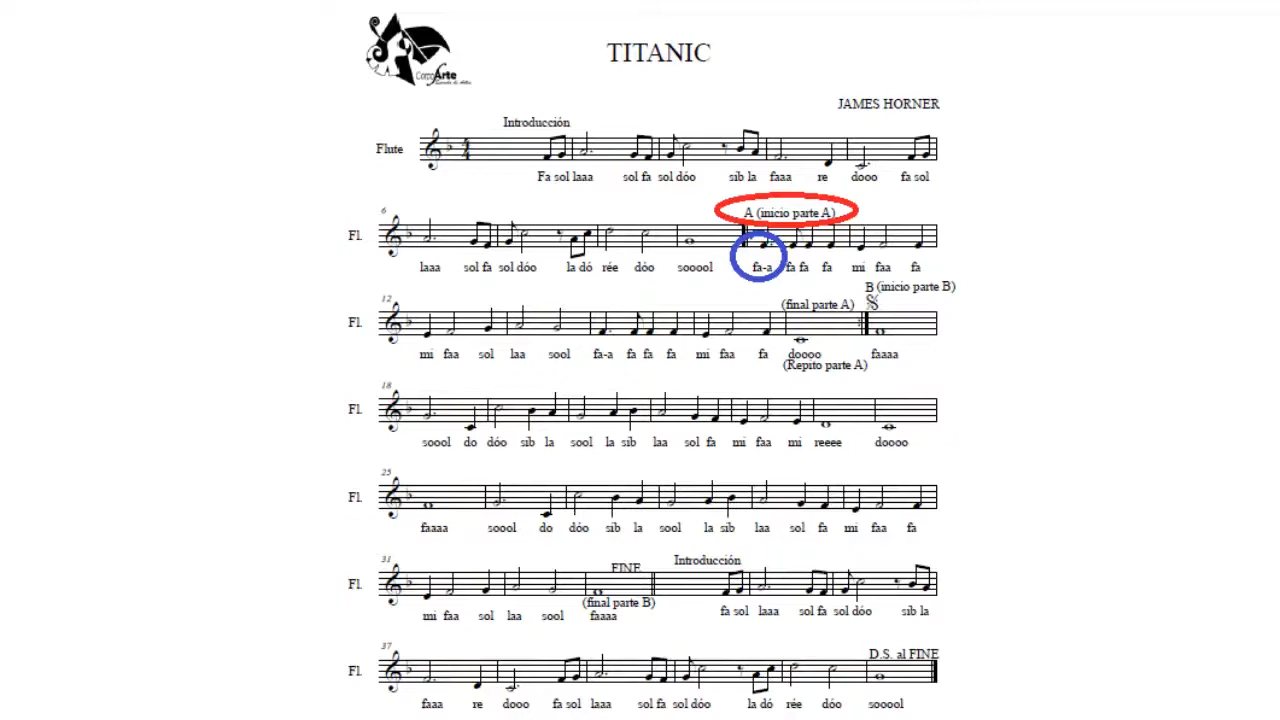 CorpoArte
TITANIC
JAMES HORNER
Introducción
Flute
Fa sol laaa sol fa sol dóo sib la faaa re dooo fa sol
6
A (inicio parte A)
Fl.
laaa sol fa sol dóo la dó rée dóo sooool fa-a fa fa fa mi faa fa
B (inicio parte B)
12
(final parte A)
Fl.
mi faa sol laa sool fa-a fa fa fa mi faa fa doooo faaaa
(Repito parte A)
18
Fl.
soool do dóo sib la sool la sib laa sol fa mi faa mi reeee doooo
25
Fl.
faaaa soool do dóo sib la sool la sib laa sol fa mi faa fa
31
FINE
Introducción
Fl.
(final parte B)
mi faa sol laa sool faaaa fa sol laaa sol fa sol dóo sib la
37
D.S. al FINE
Fl.
faaa re dooo fa sol laaa sol fa sol dóo la dó rée dóo sooool